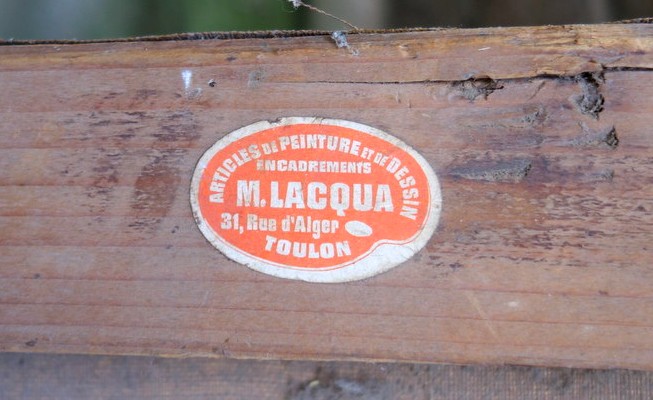 ARTICLES DE PEINTURE ET DE DESSIN
ENCADREMENTS
M. LACQUA
31, Rue d'Alger
TOULON